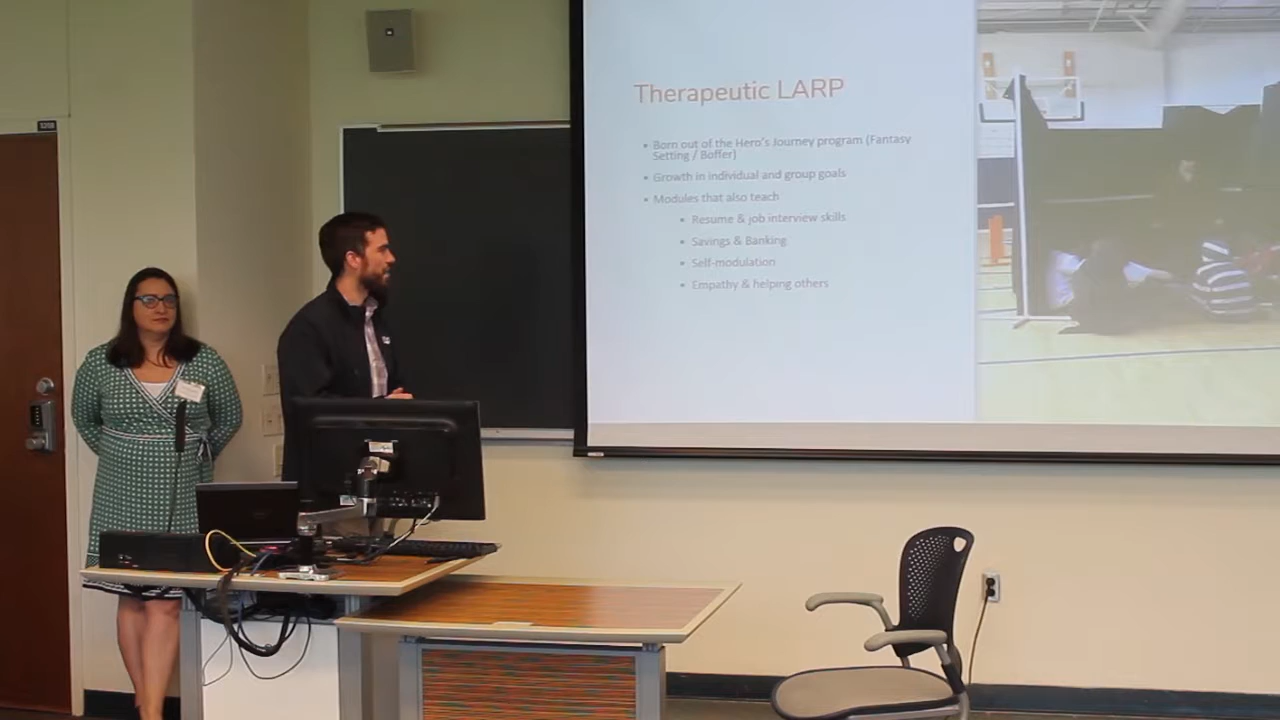 Therapeutic LARP
▪ Born out of the Hero's Journey program (Fantasy
Setting / Boffer)
▪ Growth in individual and group goals
▪ Modules that also teach
▪ Resume & job interview skills
▪ Savings & Banking
▪ Self-modulation
▪ Empathy & helping others